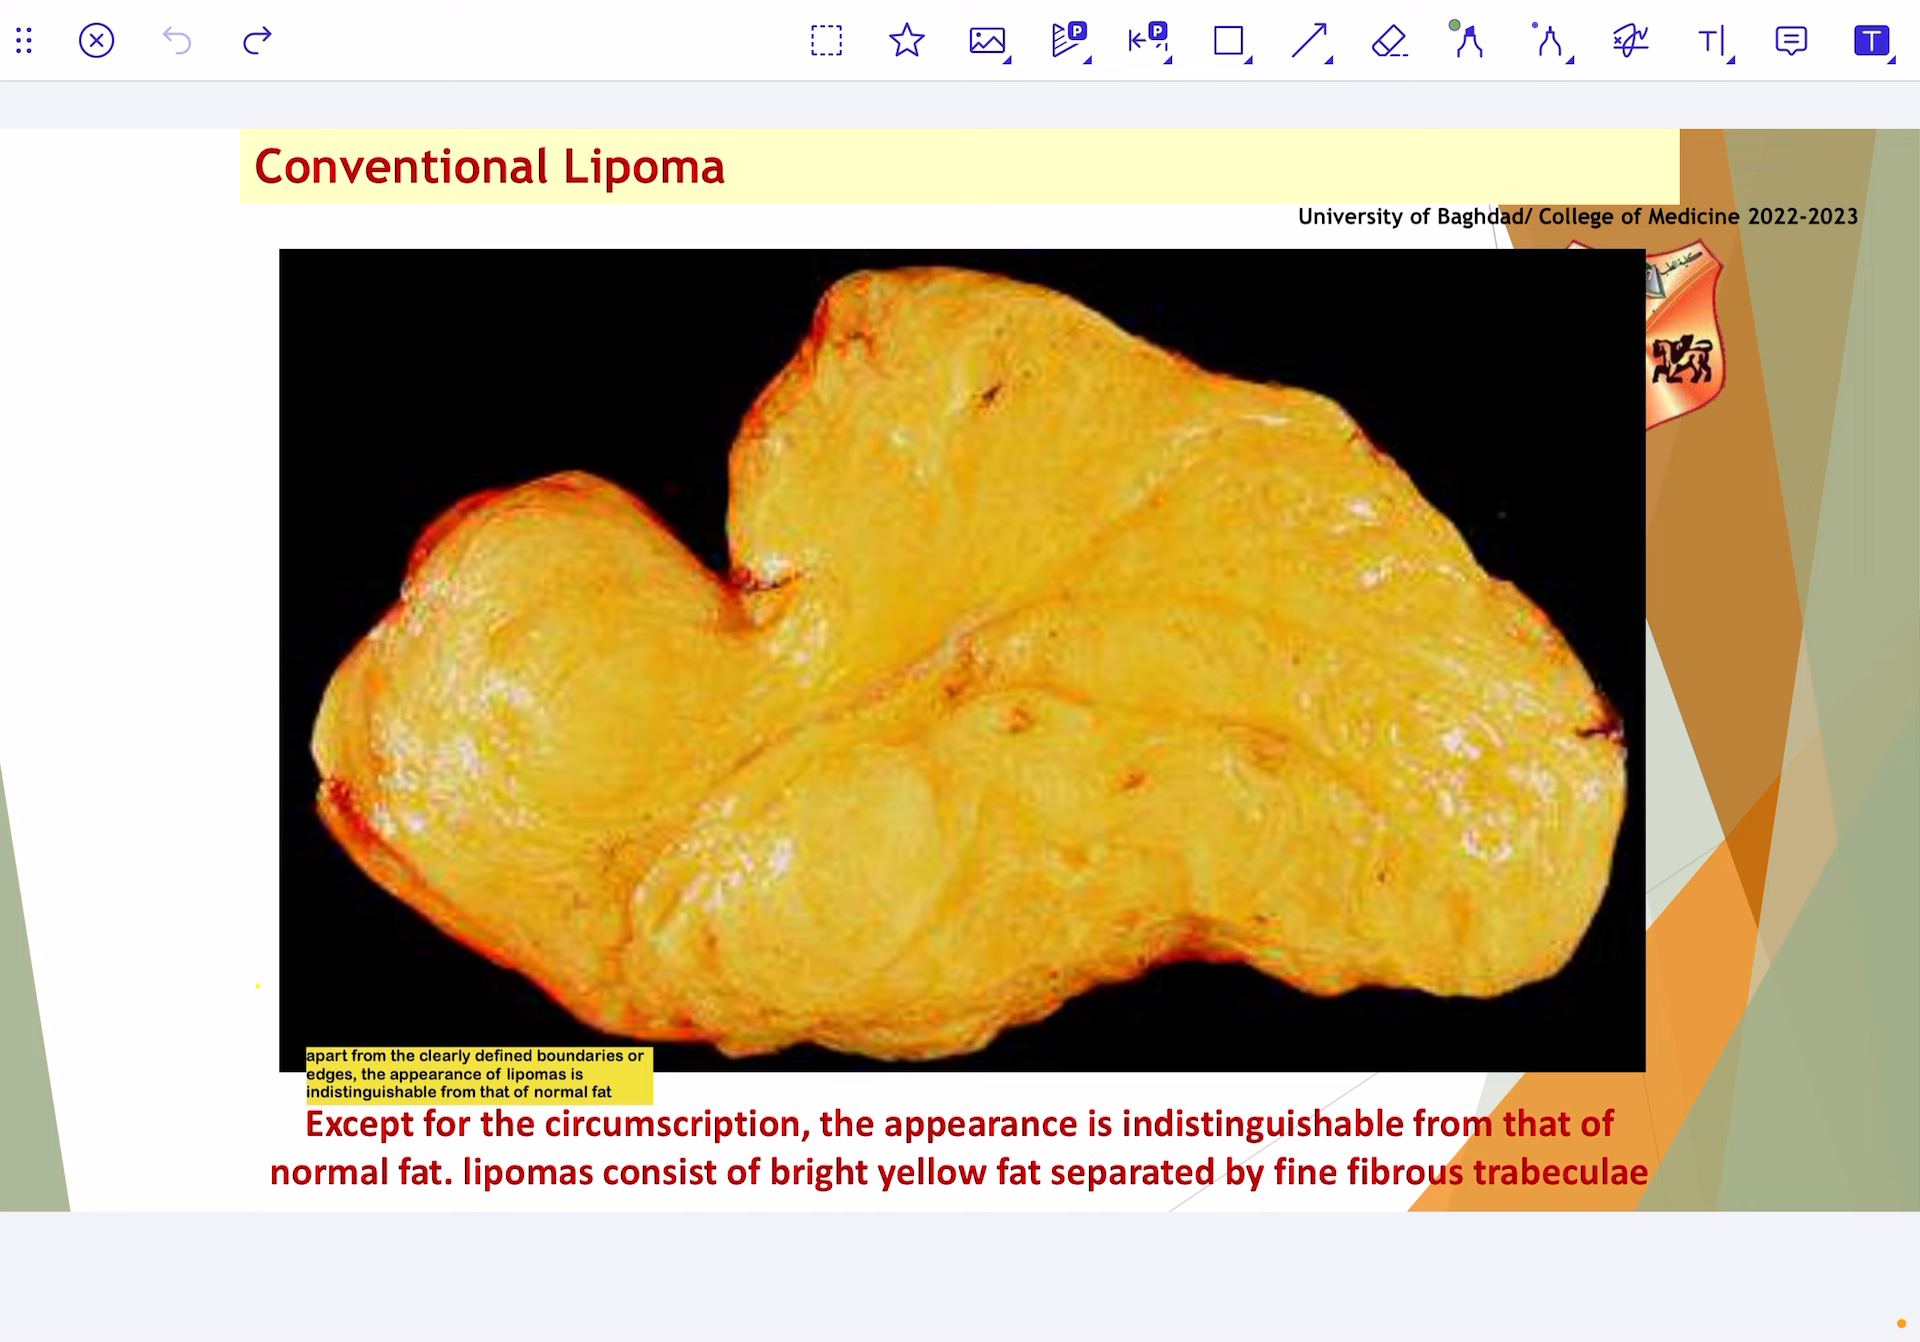 Conventional Lipoma
University of Baghdad/ College of Medicine 2022-2023
كلية الطب
apart from the clearly defined boundaries or
edges, the appearance of lipomas is
indistinguishable from that of normal fat
Except for the circumscription, the appearance is indistinguishable from that of
normal fat. lipomas consist of bright yellow fat separated by fine fibrous trabeculae